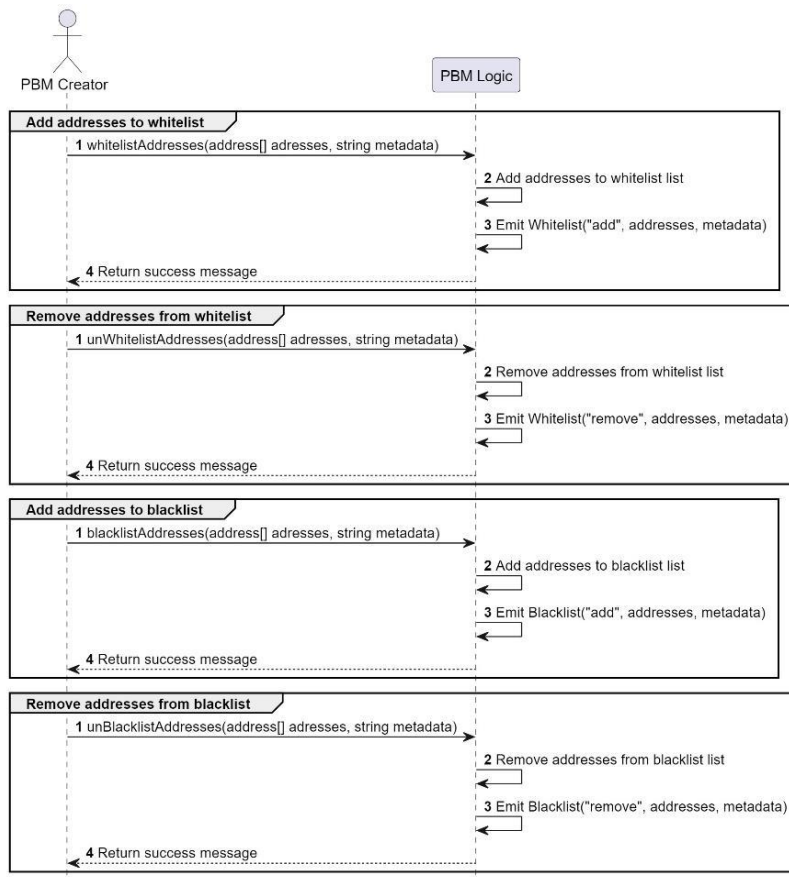 PBM Creator
PBM Logic
Add addresses to whitelist
1 whitelistAddresses(address[] adresses, string metadata)
2 Add addresses to whitelist list
3 Emit Whitelist("add", addresses, metadata)
4 Return success message
Remove addresses from whitelist
1 unWhitelistAddresses(address[] adresses, string metadata)
2 Remove addresses from whitelist list
3 Emit Whitelist("remove", addresses, metadata)
4 Return success message
Add addresses to blacklist
1 blacklistAddresses(address[] adresses, string metadata)
2 Add addresses to blacklist list
3 Emit Blacklist("add", addresses, metadata)
4 Return success message
Remove addresses from blacklist
1 unBlacklistAddresses(address[] adresses, string metadata)
2 Remove addresses from blacklist list
3 Emit Blacklist("remove", addresses, metadata)
4 Return success message